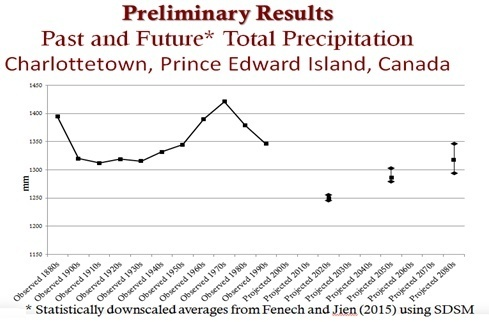 Preliminary Results
Past and Future* Total Precipitation
Charlottetown, Prince Edward Island, Canada
1450
1400
1350
1300
1250
1200
1150
mm
Observed 1880s
Observed 1900s
Observed 1910s
Observed 1920s
Observed 1930s
Observed 1940s
Observed 1950s
Observed 1960s
Observed 1970s
Observed 1980s
Observed 1990s
Projected 2000s
Projected 2010s
Projected 2020s
Projected 2030s
Projected 2040s
Projected 2050s
Projected 2060s
Projected 2070s
Projected 2080s
* Statistically downscaled averages from Fenech and Jien (2015) using SDSM